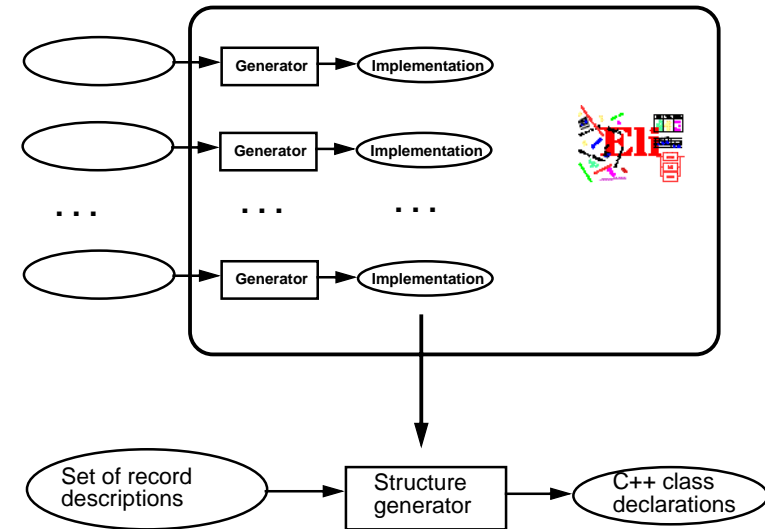 Generator Implementation
Generator Implementation
Eli
. . . . . . . . .
Generator Implementation
Set of record
descriptions
Structure
generator
C++ class
declarations